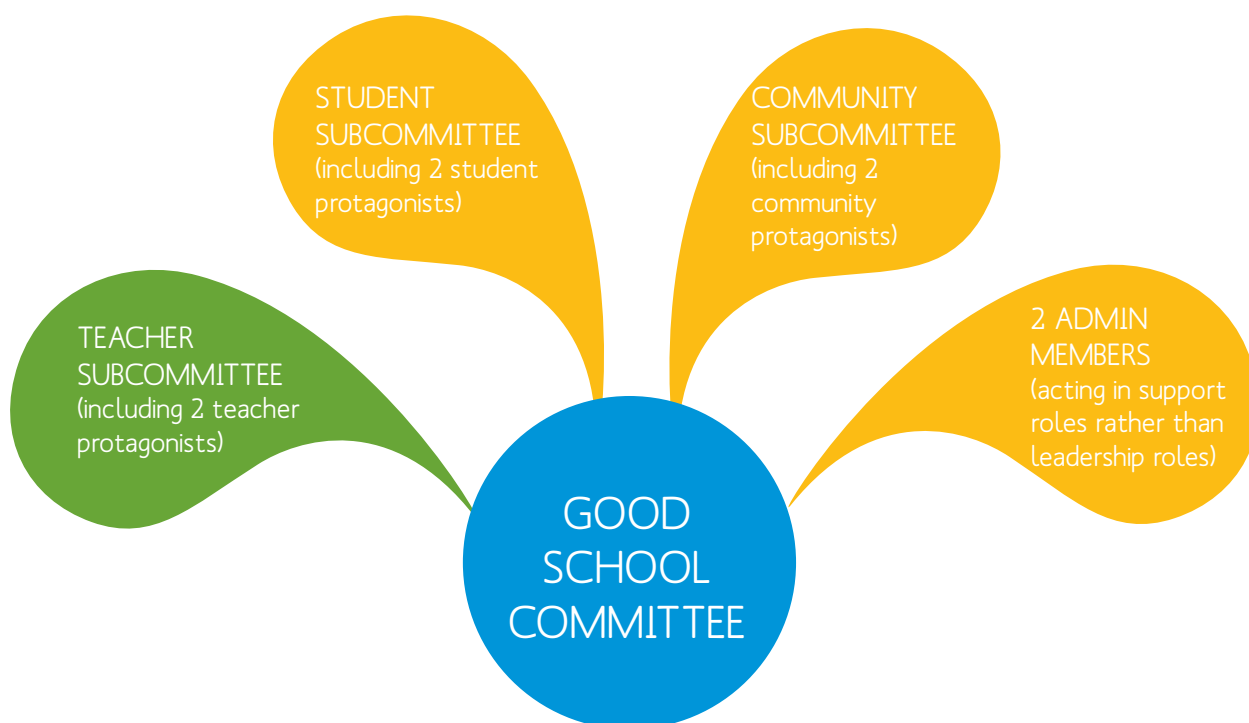 STUDENT
SUBCOMMITTEE
(including 2 student
protagonists)
COMMUNITY
SUBCOMMITTEE
(including 2
community
protagonists)
TEACHER
SUBCOMMITTEE
(including 2 teacher
protagonists)
2 ADMIN
MEMBERS
(acting in support
roles rather than
leadership roles)
GOOD
SCHOOL
COMMITTEE